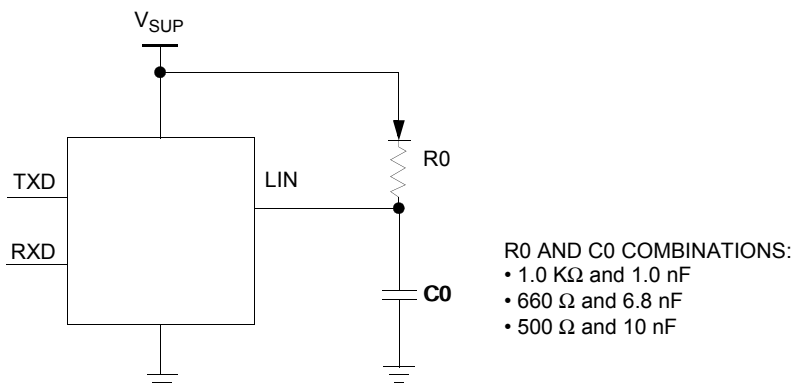 VSUP
TXD
LIN
R0
RXD
C0
R0 AND C0 COMBINATIONS:
• 1.0 KΩ and 1.0 nF
• 660 Ω and 6.8 nF
• 500 Ω and 10 nF